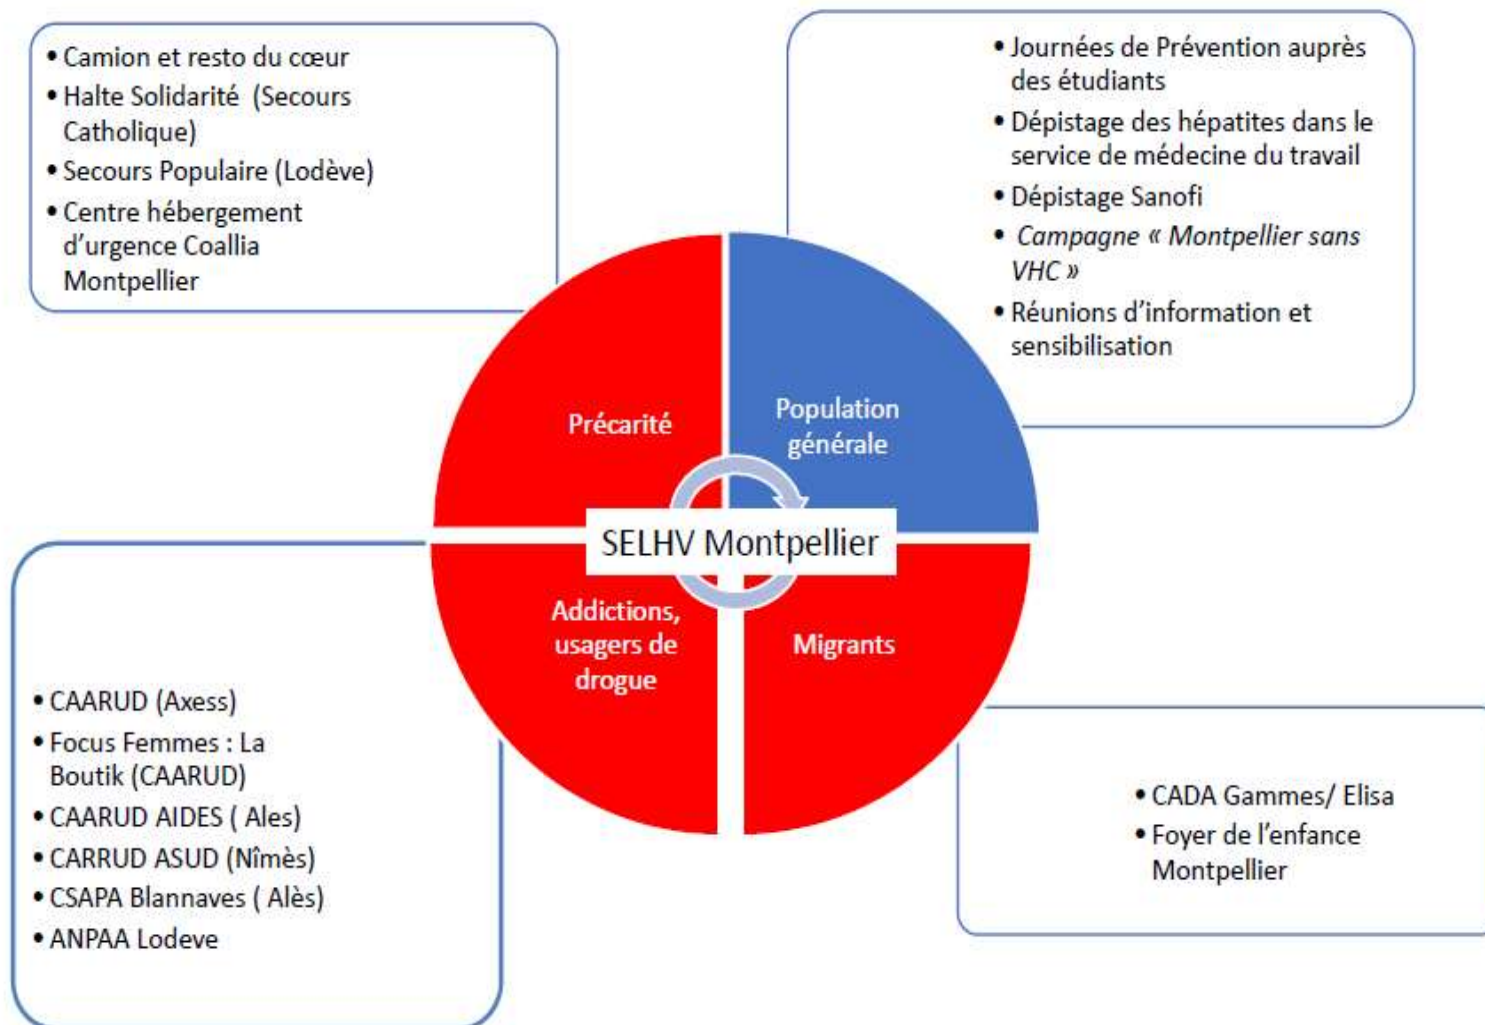 • Camion et resto du cœur
• Halte Solidarité (Secours
Catholique)
• Secours Populaire (Lodève)
• Centre hébergement
d’urgence Coallia
Montpellier
• Journées de Prévention auprès
des étudiants
• Dépistage des hépatites dans le
service de médecine du travail
• Dépistage Sanofi
• Campagne « Montpellier sans
VHC »
• Réunions d’information et
sensibilisation
Précarité
Population
générale
SELHV Montpellier
Addictions,
usagers de
drogue
Migrants
• CAARUD (Axess)
• Focus Femmes : La
Boutik (CAARUD)
• CAARUD AIDES ( Ales)
• CARRUD ASUD (Nîmès)
• CSAPA Blannaves ( Alès)
• ANPAA Lodeve
• CADA Gammes/ Elisa
• Foyer de l’enfance
Montpellier